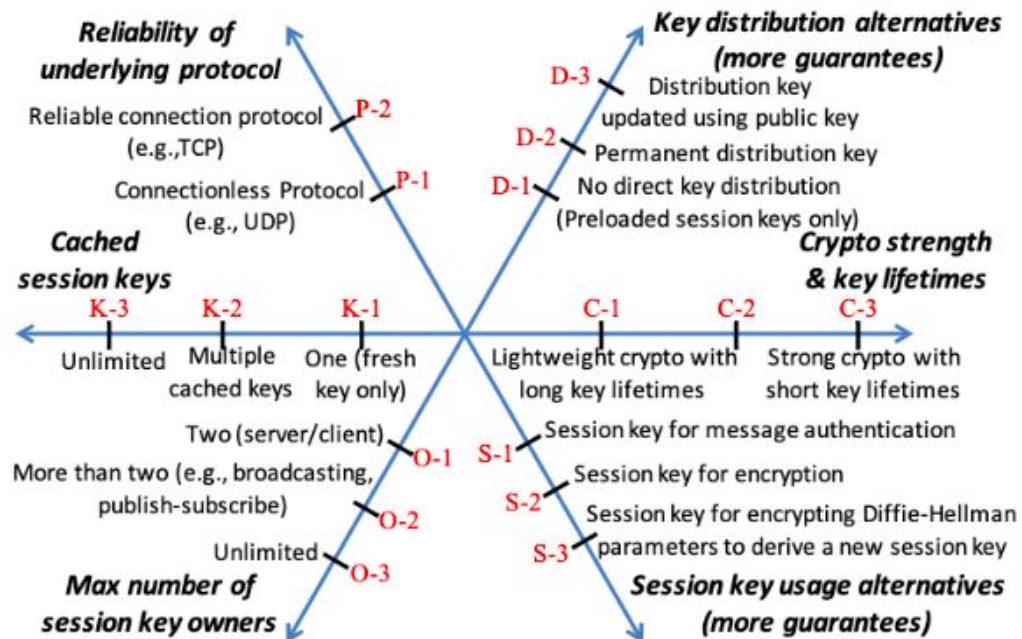 Reliability of
underlying protocol
P-2
Reliable connection protocol
(e.g.,TCP)
P-1
Connectionless Protocol
(e.g., UDP)
Key distribution alternatives
(more guarantees)
D-3
Distribution key
updated using public key
D-2
Permanent distribution key
D-1
No direct key distribution
(Preloaded session keys only)
Cached
session keys
K-3
K-2
K-1
Unlimited
Multiple
cached keys
One (fresh
key only)
Crypto strength
& key lifetimes
C-1
C-2
C-3
Lightweight crypto with
long key lifetimes
Strong crypto with
short key lifetimes
Two (server/client)
O-1
More than two (e.g., broadcasting,
publish-subscribe)
O-2
Unlimited
O-3
Max number of
session key owners
S-1
Session key for message authentication
S-2
Session key for encryption
S-3
Session key for encrypting Diffie-Hellman
parameters to derive a new session key
Session key usage alternatives
(more guarantees)